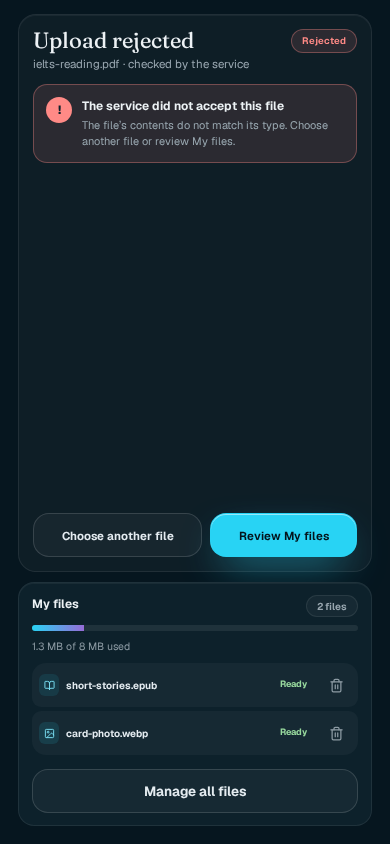 Upload rejected
Rejected
ielts-reading.pdf · checked by the service
!
The service did not accept this file
The file's contents do not match its type. Choose
another file or review My files.
Choose another file
Review My files
My files
2 files
1.3 MB of 8 MB used
short-stories.epub
Ready
card-photo.webp
Ready
Manage all files